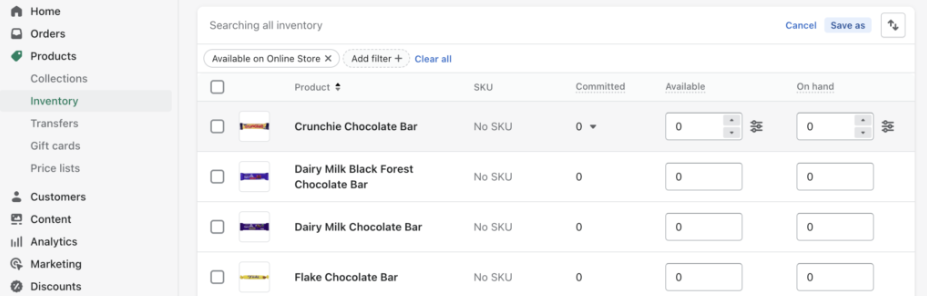 Home
Orders
Products
Collections
Inventory
Transfers
Gift cards
Price lists
Customers
Content
Analytics
Marketing
Discounts
Searching all inventory Cancel Save as
Available on Online Store × Add filter + Clear all
Product SKU Committed Available On hand
Crunchie Chocolate Bar No SKU 0 0 0
Dairy Milk Black Forest
Chocolate Bar No SKU 0 0 0
Dairy Milk Chocolate Bar No SKU 0 0 0
Flake Chocolate Bar No SKU 0 0 0